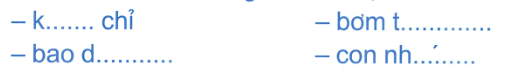 – k....... chỉ – bơm t.............
– bao d........... – con nh...´......